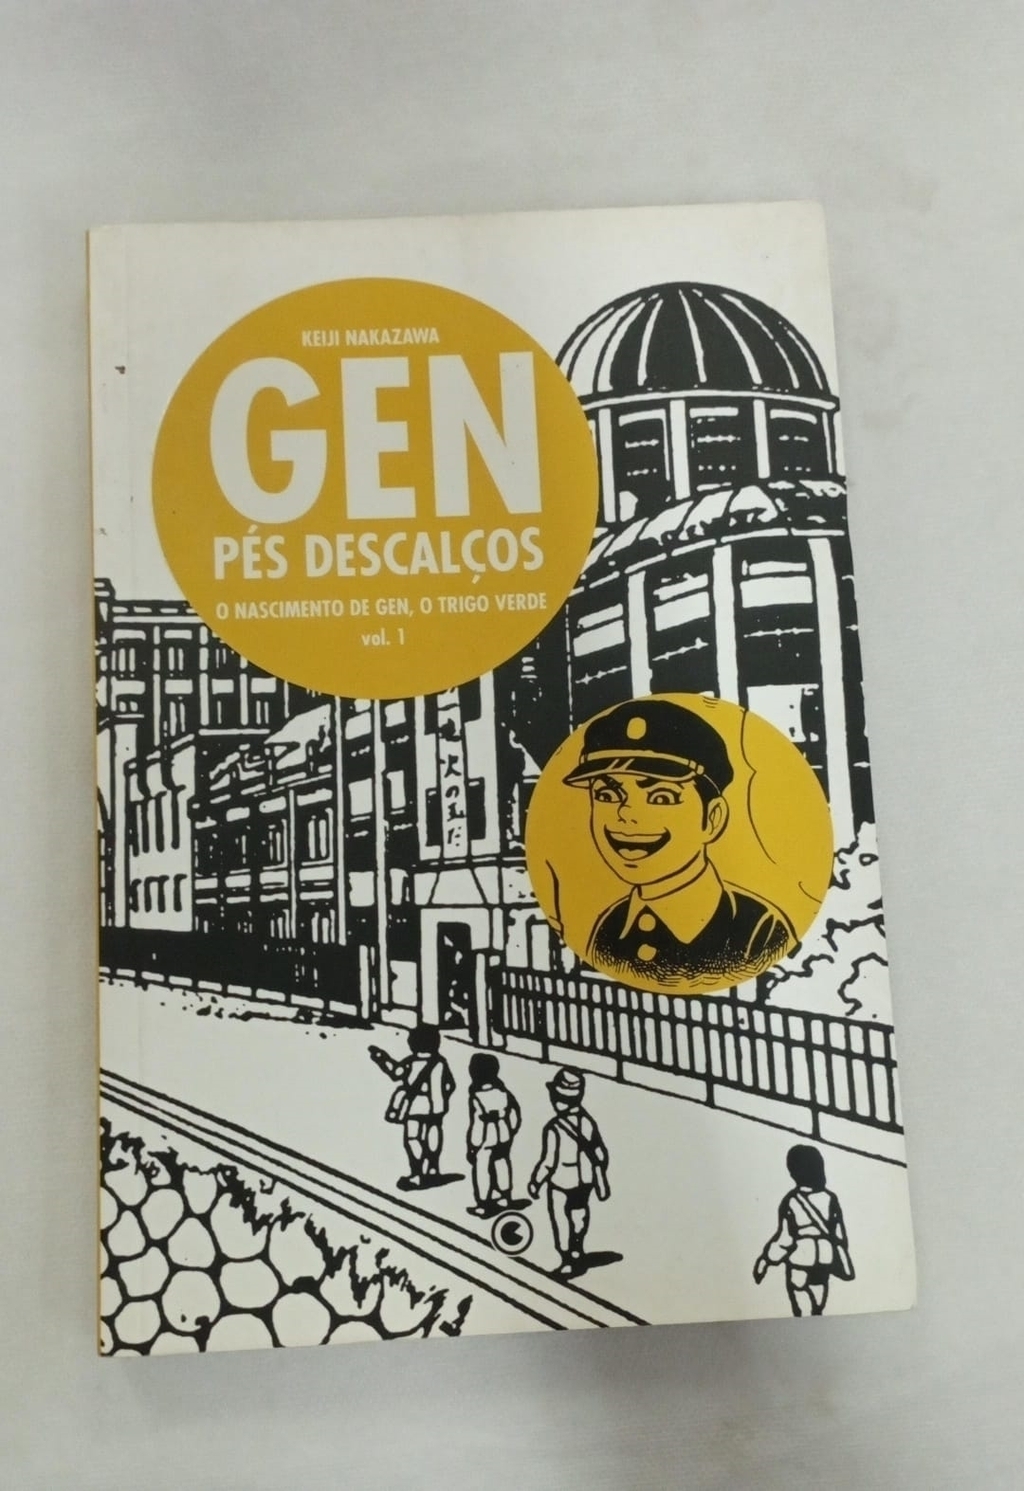 KEIJI NAKAZAWA
GEN
PÉS DESCALÇOS
O NASCIMENTO DE GEN, O TRIGO VERDE
vol. 1